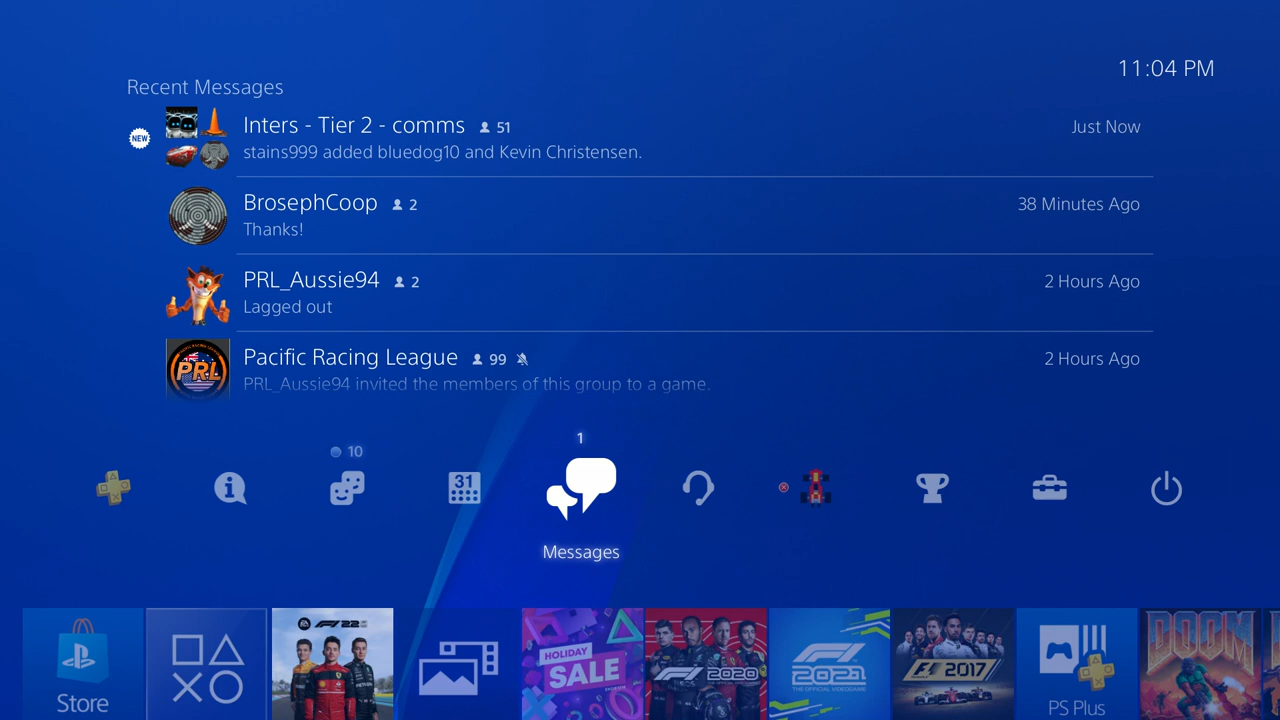 11:04 PM
Recent Messages
NEW
Inters - Tier 2 - comms 51
Just Now
stains999 added bluedog10 and Kevin Christensen.
BrosephCoop 2
38 Minutes Ago
Thanks!
PRL_Aussie94 2
2 Hours Ago
Lagged out
Pacific Racing League 99
2 Hours Ago
PRL
PRL_Aussie94 invited the members of this group to a game.
1
10
31
Messages
Store
F1 22
HOLIDAY
SALE
F1 2020
F1 2021
THE OFFICIAL VIDEOGAME
F1 2017
PS Plus
DOOM